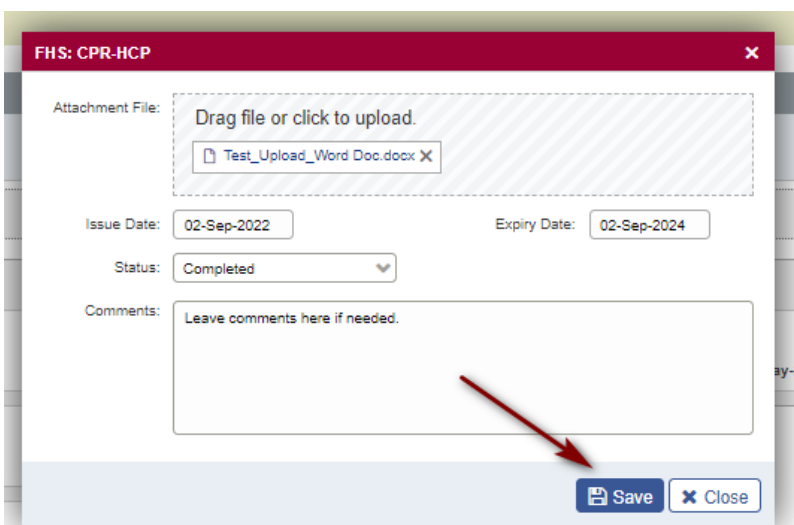 FHS: CPR-HCP
Attachment File:
Drag file or click to upload.
Test_Upload_Word Doc.docx
Issue Date: 02-Sep-2022 Expiry Date: 02-Sep-2024
Status: Completed
Comments: Leave comments here if needed.
ay-
Save Close